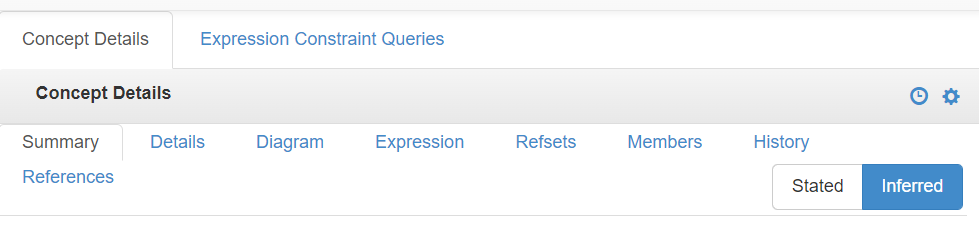 Concept Details Expression Constraint Queries
Concept Details
Summary Details Diagram Expression Refsets Members History
References
Stated Inferred